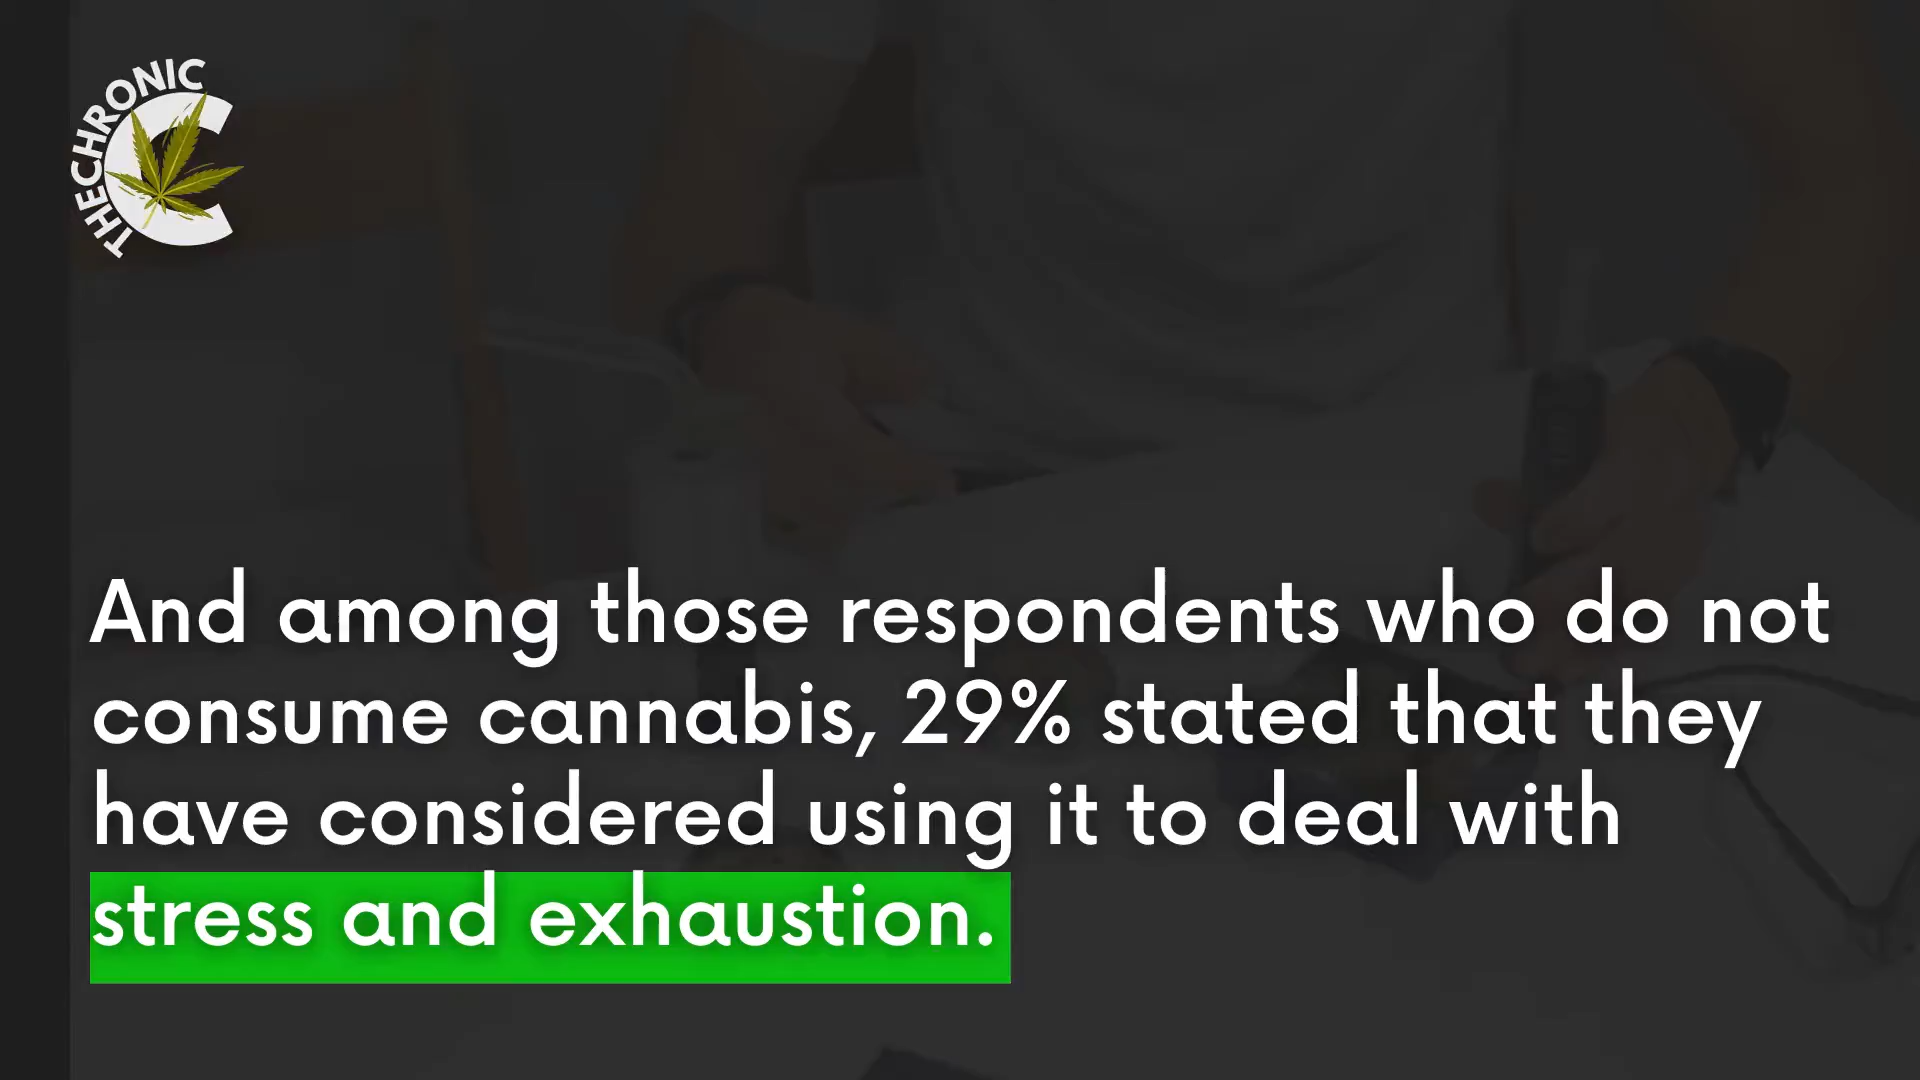 THECHRONIC
And among those respondents who do not
consume cannabis, 29% stated that they
have considered using it to deal with
stress and exhaustion.